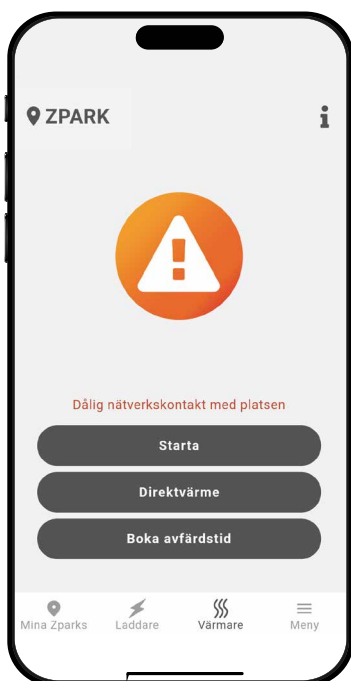 ZPARK
Dålig nätverkskontakt med platsen
Starta
Direktvärme
Boka avfärdstid
Mina Zparks Laddare Värmare Meny